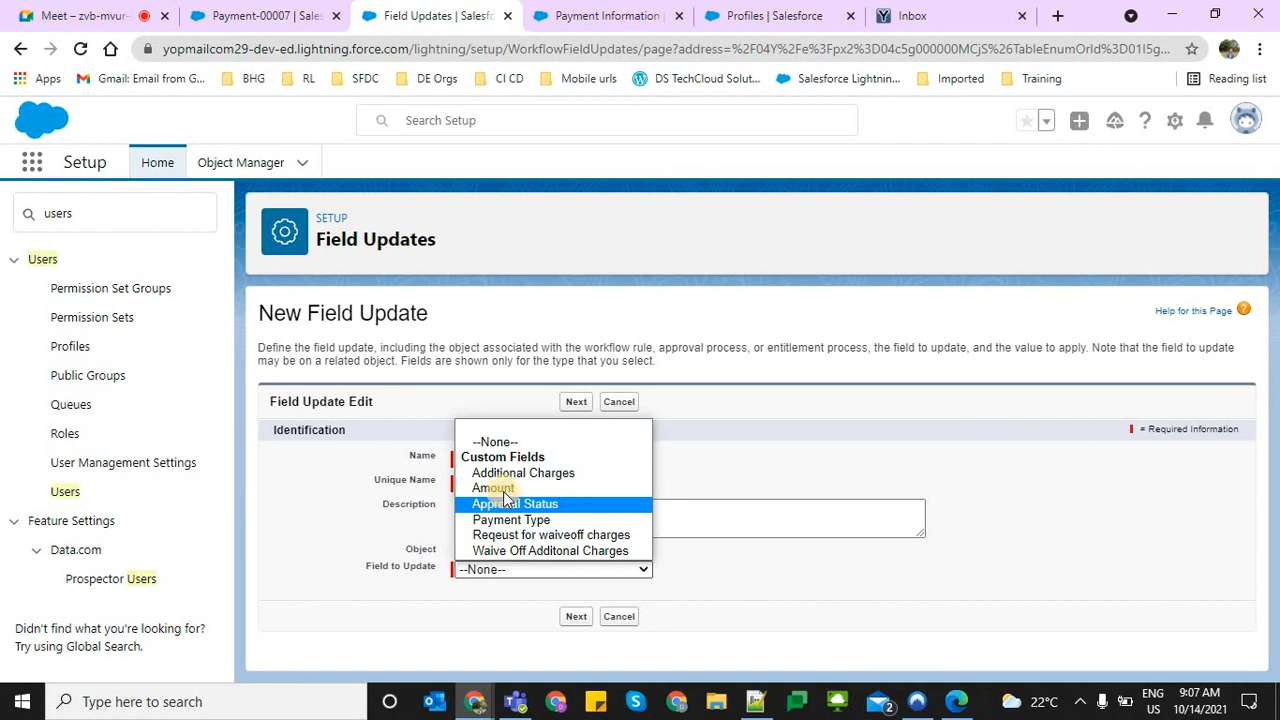 Meet – zvb-mvur-
Payment-00007 | Sales
Field Updates | Salesf
Payment Information |
Profiles | Salesforce
Inbox
yopmailcom29-dev-ed.lightning.force.com/lightning/setup/WorkflowFieldUpdates/page?address=%2F04Y%2Fe%3Fpx2%3D04c5g000000MCjS%26TableEnumOrId%3D01I5g...
Apps
Gmail: Email from G...
BHG
RL
SFDC
DE Orgs
CI CD
Mobile urls
DS TechCloud Solut...
Salesforce Lightnin...
Imported
Training
Reading list
Search Setup
Setup
Home
Object Manager
users
Users
Permission Set Groups
Permission Sets
Profiles
Public Groups
Queues
Roles
User Management Settings
Users
Feature Settings
Data.com
Prospector Users
Didn't find what you're looking for?
Try using Global Search.
SETUP
Field Updates
New Field Update
Help for this Page
Define the field update, including the object associated with the workflow rule, approval process, or entitlement process, the field to update, and the value to apply. Note that the field to update
may be on a related object. Fields are shown only for the type that you select.
Field Update Edit
Next
Cancel
Identification
= Required Information
Name
Unique Name
Description
Object
Field to Update
--None--
Custom Fields
Additional Charges
Amount
Approval Status
Payment Type
Reqeust for waiveoff charges
Waive Off Additonal Charges
--None--
Next
Cancel
Type here to search
2
22°C
ENG
US
9:07 AM
10/14/2021